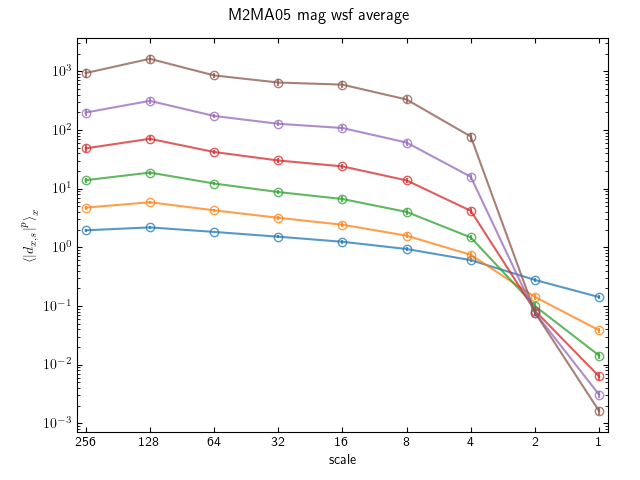 M2MA05 mag wsf average
⟨|d_{x,s}|^p⟩_x
10^3
10^2
10^1
10^0
10^{-1}
10^{-2}
10^{-3}
256 128 64 32 16 8 4 2 1
scale